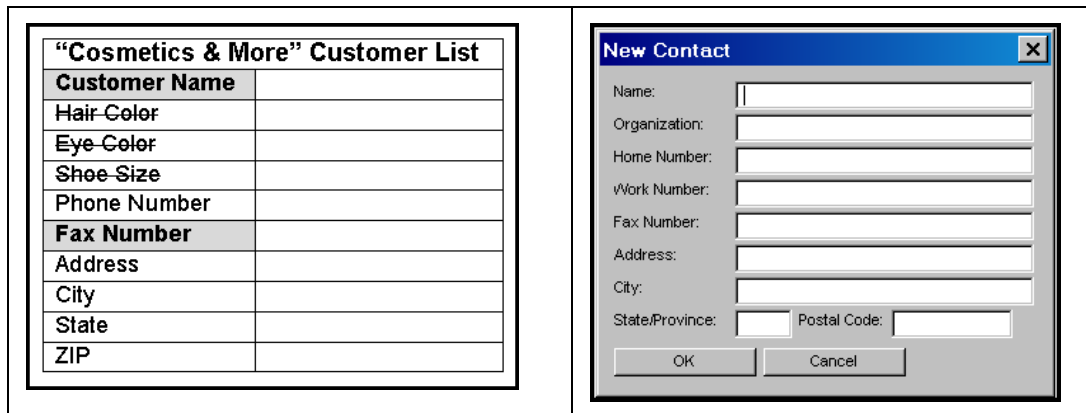 “Cosmetics & More” Customer List
Customer Name
Hair Color
Eye Color
Shoe Size
Phone Number
Fax Number
Address
City
State
ZIP
New Contact
Name:
Organization:
Home Number:
Work Number:
Fax Number:
Address:
City:
State/Province: Postal Code:
OK Cancel